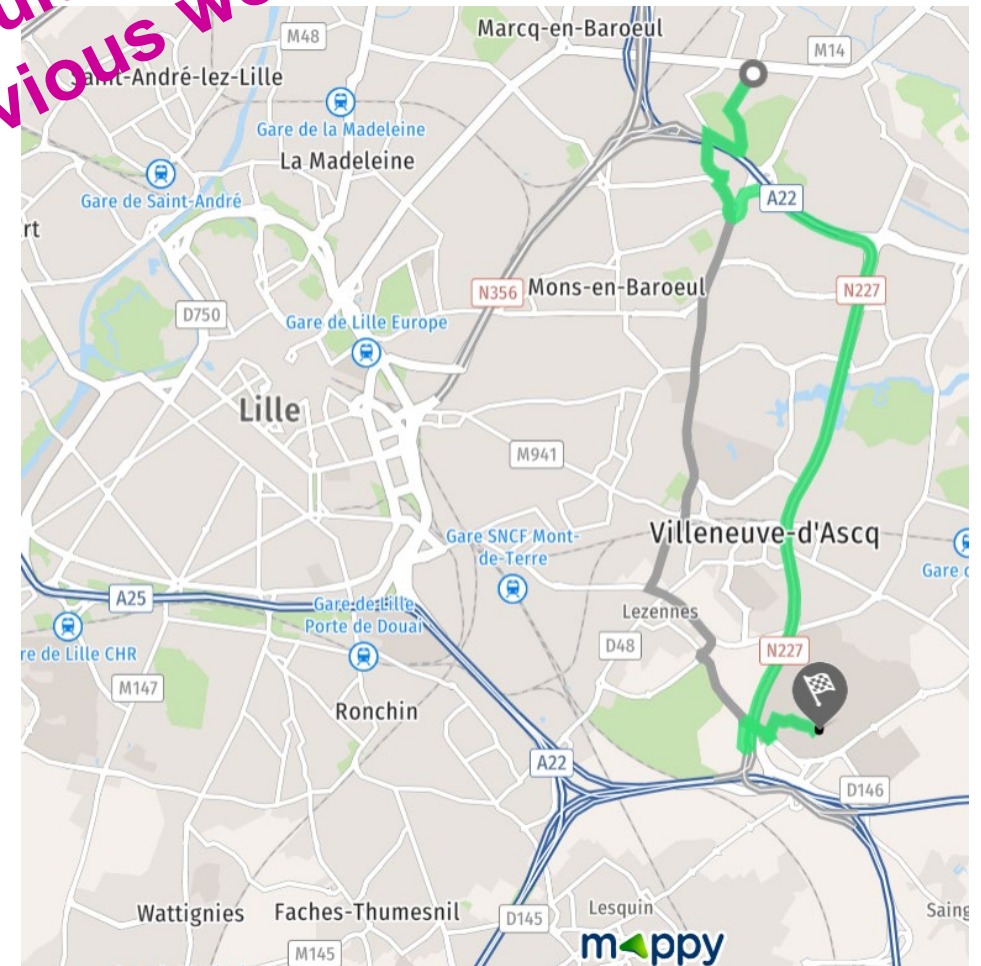 vious we
Marcq-en-Baroeul
M48
M14
Saint-André-lez-Lille
Gare de la Madeleine
La Madeleine
Gare de Saint-André
A22
rt
N356
Mons-en-Baroeul
N227
D750
Gare de Lille Europe
Lille
M941
Gare SNCF Mont-
de-Terre
Villeneuve-d'Ascq
Gare d
A25
Gare de Lille
Porte de Douai
Lezennes
D48
N227
re de Lille CHR
M147
Ronchin
A22
D146
Wattignies
Faches-Thumesnil
D145
Lesquin
Saing
M145
mappy